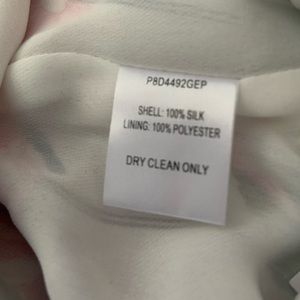 P8D4492GEP
SHELL: 100% SILK
LINING: 100% POLYESTER
DRY CLEAN ONLY